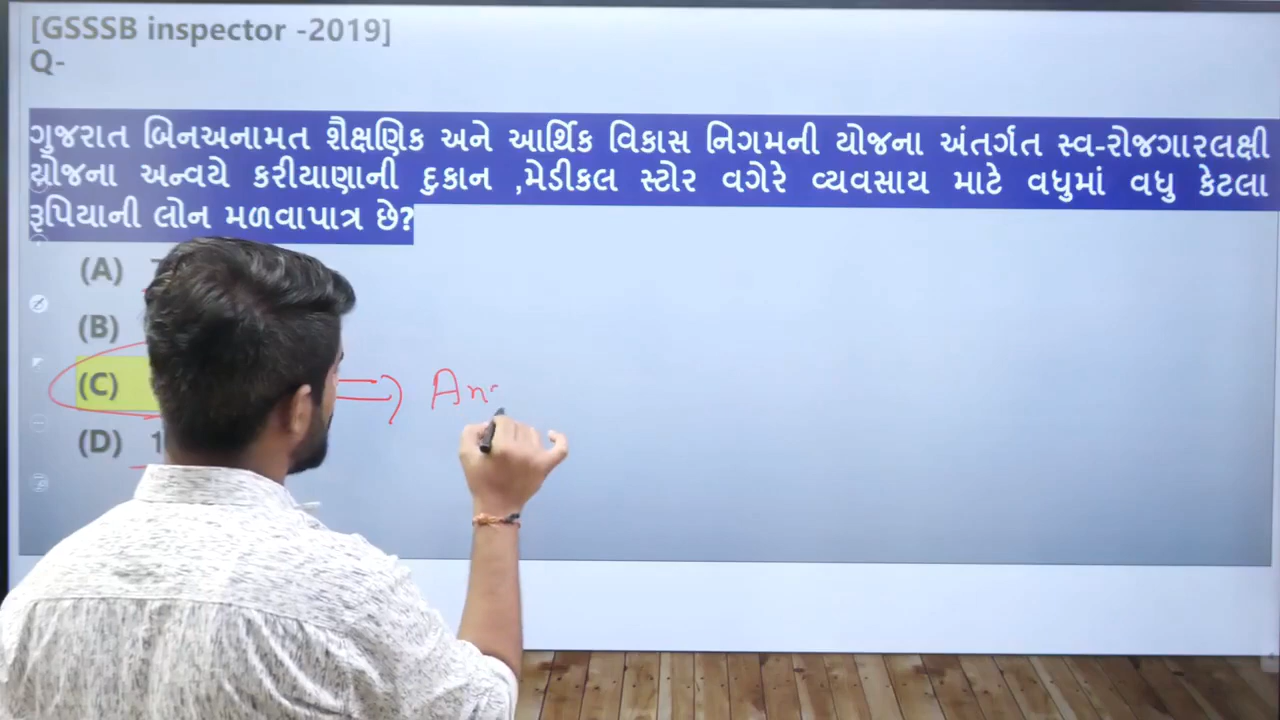 [GSSSB inspector -2019]
Q-
ગુજરાત બિનઅનામત શૈક્ષણિક અને આર્થિક વિકાસ નિગમની યોજના અંતર્ગત સ્વ-રોજગારલક્ષી
યોજના અન્વયે કરીયાણાની દુકાન ,મેડીકલ સ્ટોર વગેરે વ્યવસાય માટે વધુમાં વધુ કેટલા
રૂપિયાની લોન મળવાપાત્ર છે?
(A)
(B)
(C)
(D) 1